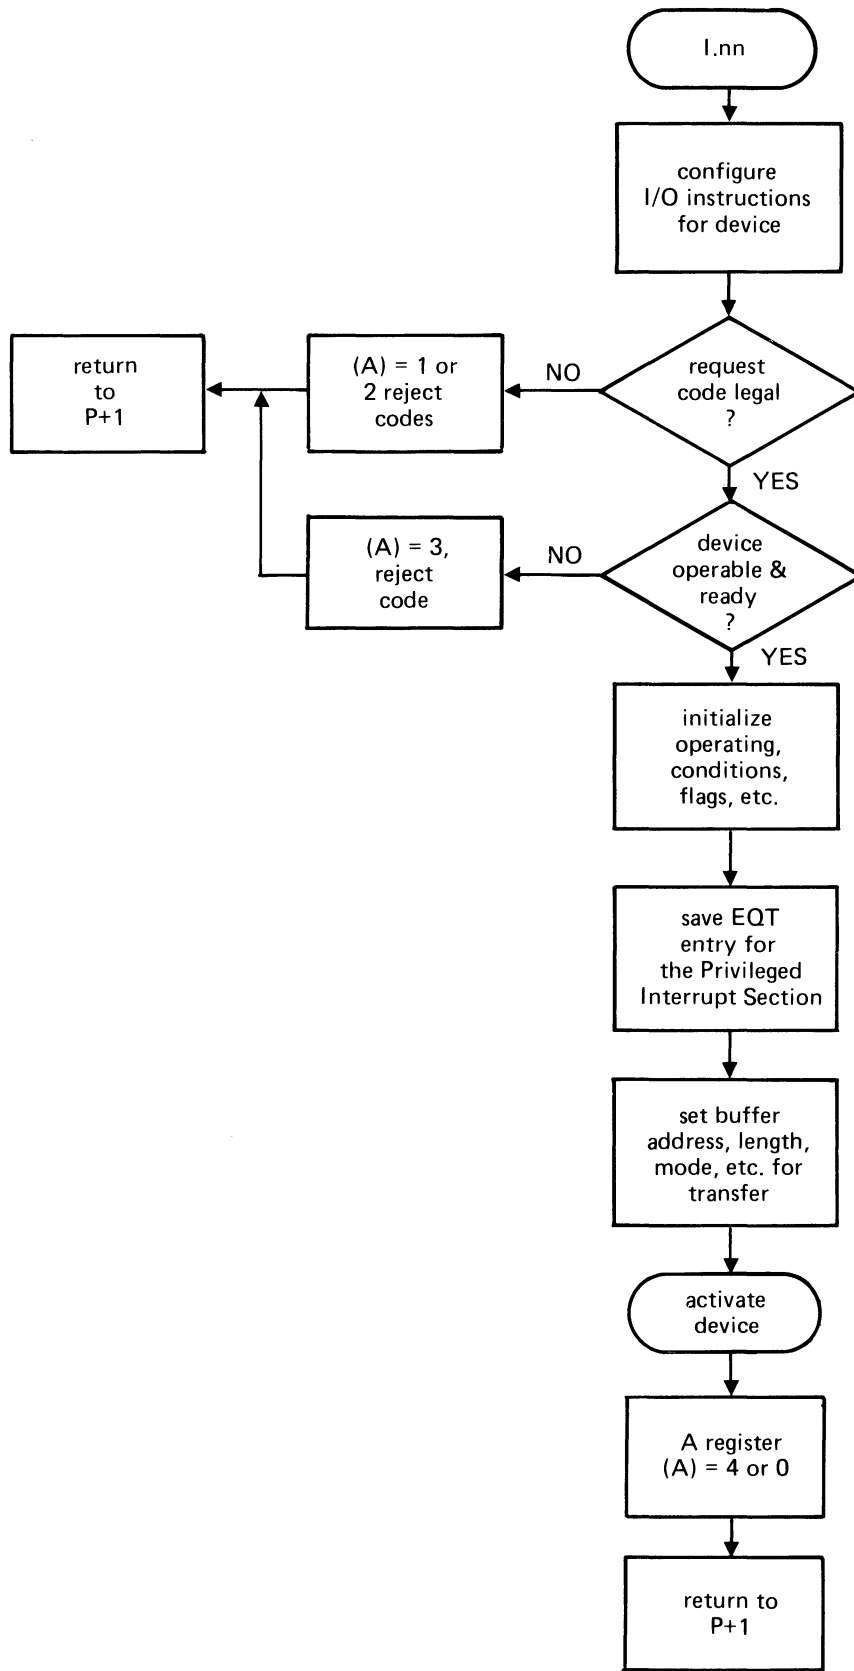 I.nn
configure
I/O instructions
for device
request
code legal
?
NO
(A) = 1 or
2 reject
codes
return
to
P+1
YES
device
operable &
ready
?
NO
(A) = 3,
reject
code
YES
initialize
operating,
conditions,
flags, etc.
save EQT
entry for
the Privileged
Interrupt Section
set buffer
address, length,
mode, etc. for
transfer
activate
device
A register
(A) = 4 or 0
return to
P+1